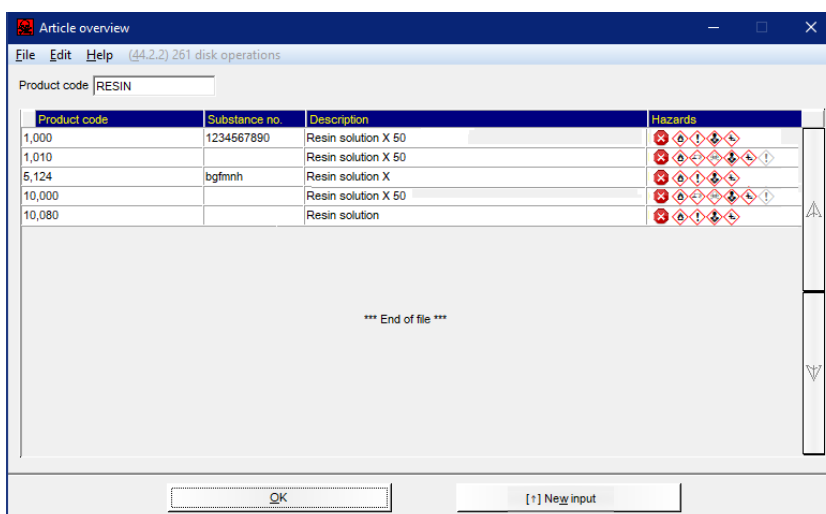 Article overview
File Edit Help (44.2.2) 261 disk operations
Product code RESIN
Product code Substance no. Description Hazards
1,000 1234567890 Resin solution X 50
1,010 Resin solution X 50
5,124 bgfmnh Resin solution X
10,000 Resin solution X 50
10,080 Resin solution
*** End of file ***
OK [↑] New input